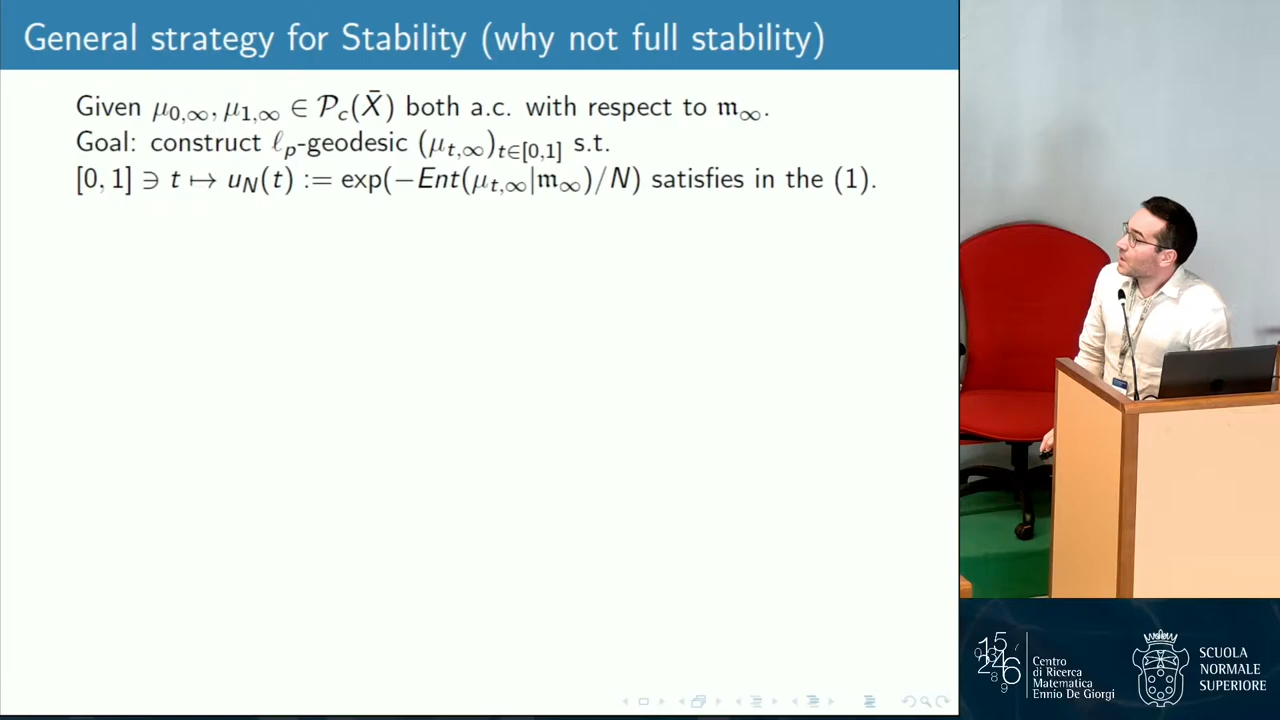 General strategy for Stability (why not full stability)
Given μ₀,∞, μ₁,∞ ∈ 𝒫c(X̄) both a.c. with respect to 𝔪∞.
Goal: construct ℓp-geodesic (μt,∞)t∈[0,1] s.t.
[0, 1] ∋ t ↦ uN(t) := exp(−Ent(μt,∞|𝔪∞)/N) satisfies in the (1).
Centro
di Ricerca
Matematica
Ennio De Giorgi
SCUOLA
NORMALE
SUPERIORE